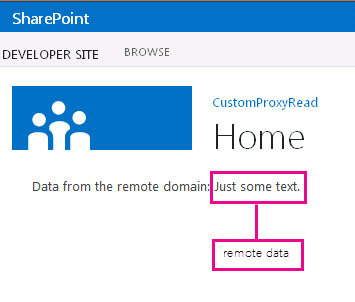 SharePoint
DEVELOPER SITE BROWSE
CustomProxyRead
Home
Data from the remote domain: Just some text.
remote data